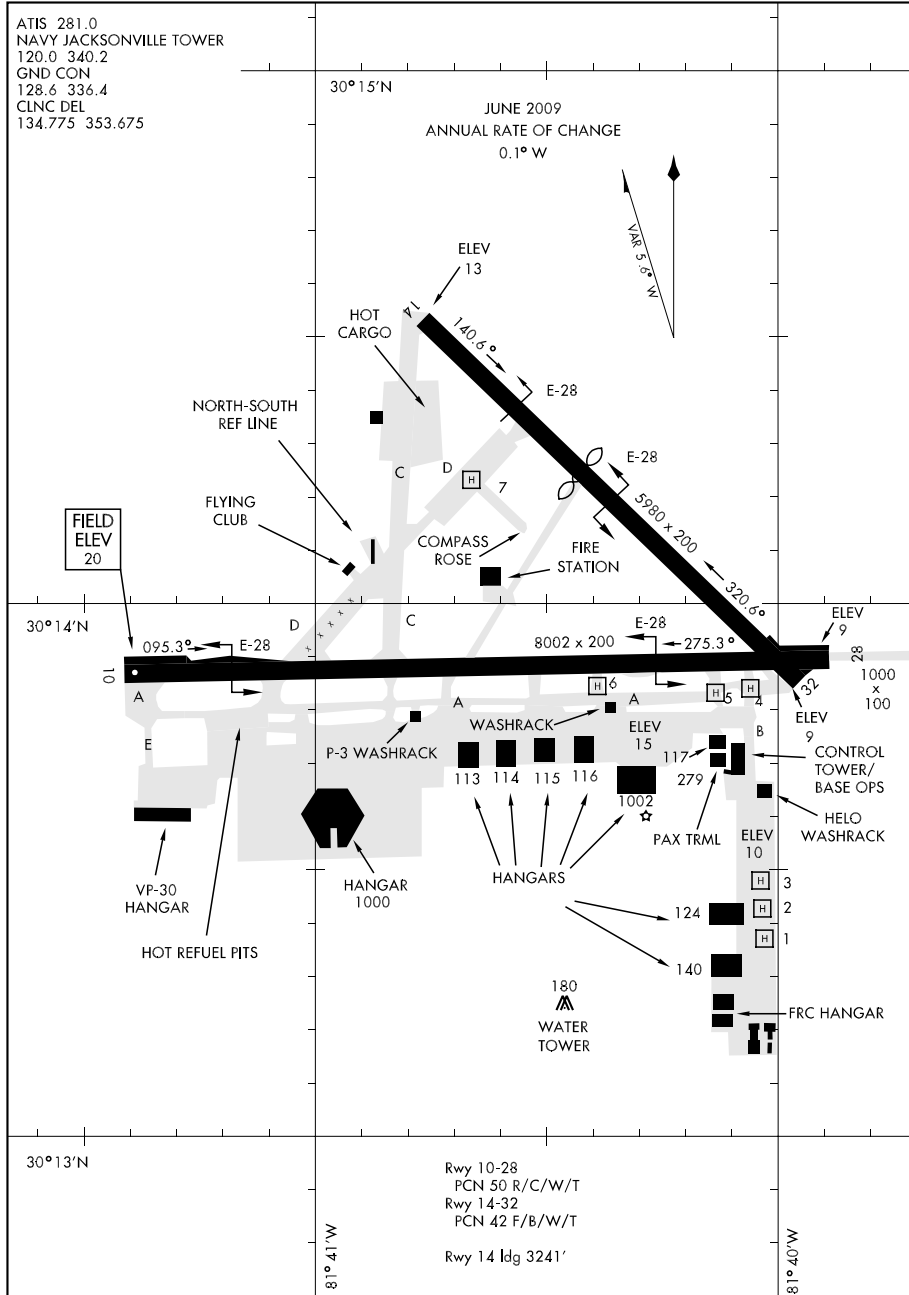 ATIS 281.0
NAVY JACKSONVILLE TOWER
120.0 340.2
GND CON
128.6 336.4
CLNC DEL
134.775 353.675
30°15'N
JUNE 2009
ANNUAL RATE OF CHANGE
0.1° W
VAR 5.6° W
ELEV
13
14
HOT
CARGO
140.6°
E-28
NORTH-SOUTH
REF LINE
C
D
H
7
E-28
5980 x 200
FLYING
CLUB
FIELD
ELEV
20
COMPASS
ROSE
FIRE
STATION
320.6°
30°14'N
D
C
E-28
ELEV
9
095.3°
E-28
8002 x 200
275.3°
10
28
1000
x
100
32
A
A
H
6
A
H
5
H
4
ELEV
9
B
E
P-3 WASHRACK
WASHRACK
ELEV
15
117
279
CONTROL
TOWER/
BASE OPS
113
114
115
116
1002
PAX TRML
HELO
WASHRACK
ELEV
10
VP-30
HANGAR
HANGAR
1000
HANGARS
H
3
H
2
H
1
124
140
HOT REFUEL PITS
180
WATER
TOWER
FRC HANGAR
30°13'N
Rwy 10-28
PCN 50 R/C/W/T
Rwy 14-32
PCN 42 F/B/W/T
Rwy 14 ldg 3241'
81°41'W
81°40'W